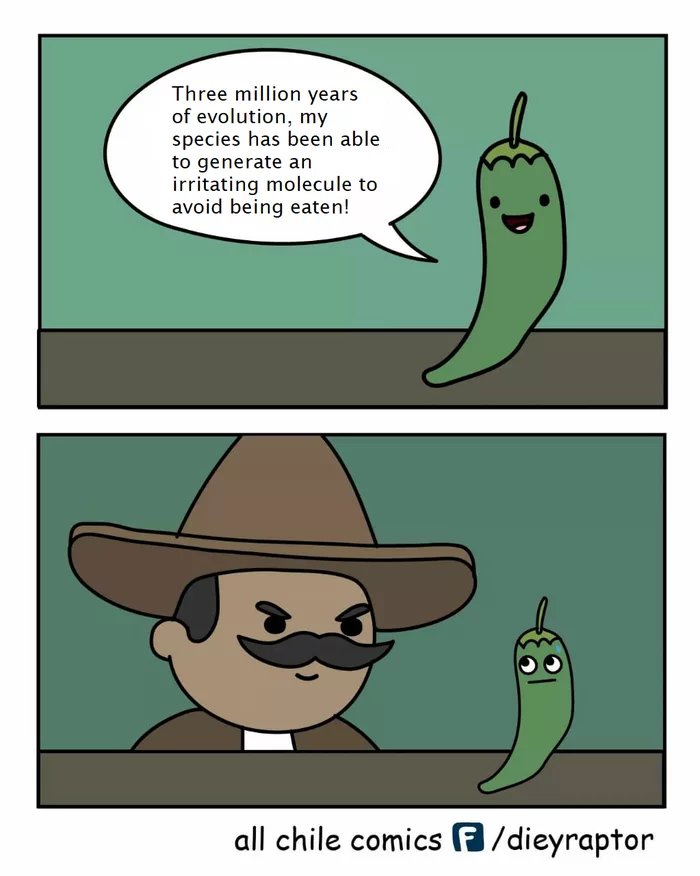 Three million years
of evolution, my
species has been able
to generate an
irritating molecule to
avoid being eaten!
all chile comics F /dieyraptor